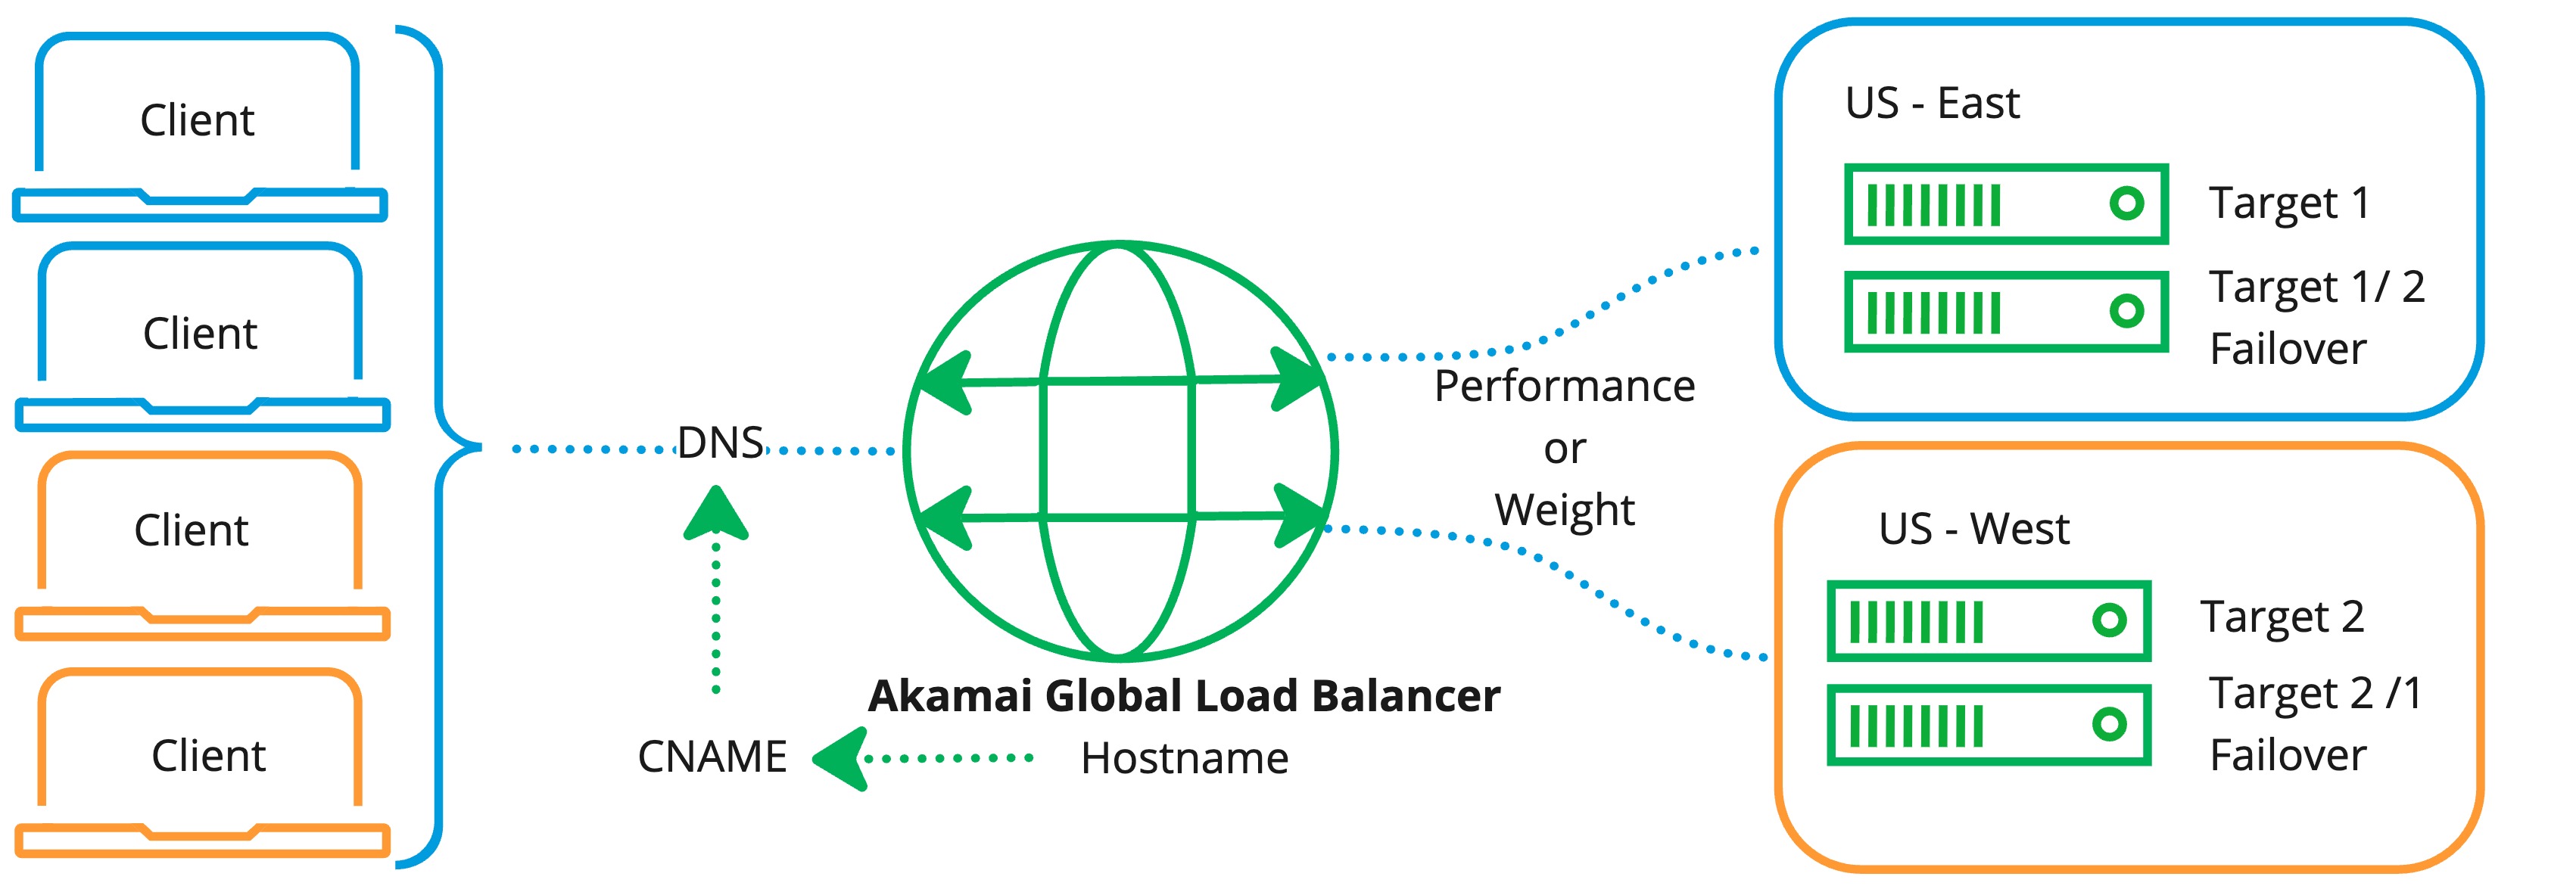 Client
Client
Client
Client
DNS
CNAME
Akamai Global Load Balancer
Hostname
Performance
or
Weight
US - East
Target 1
Target 1/ 2
Failover
US - West
Target 2
Target 2 /1
Failover